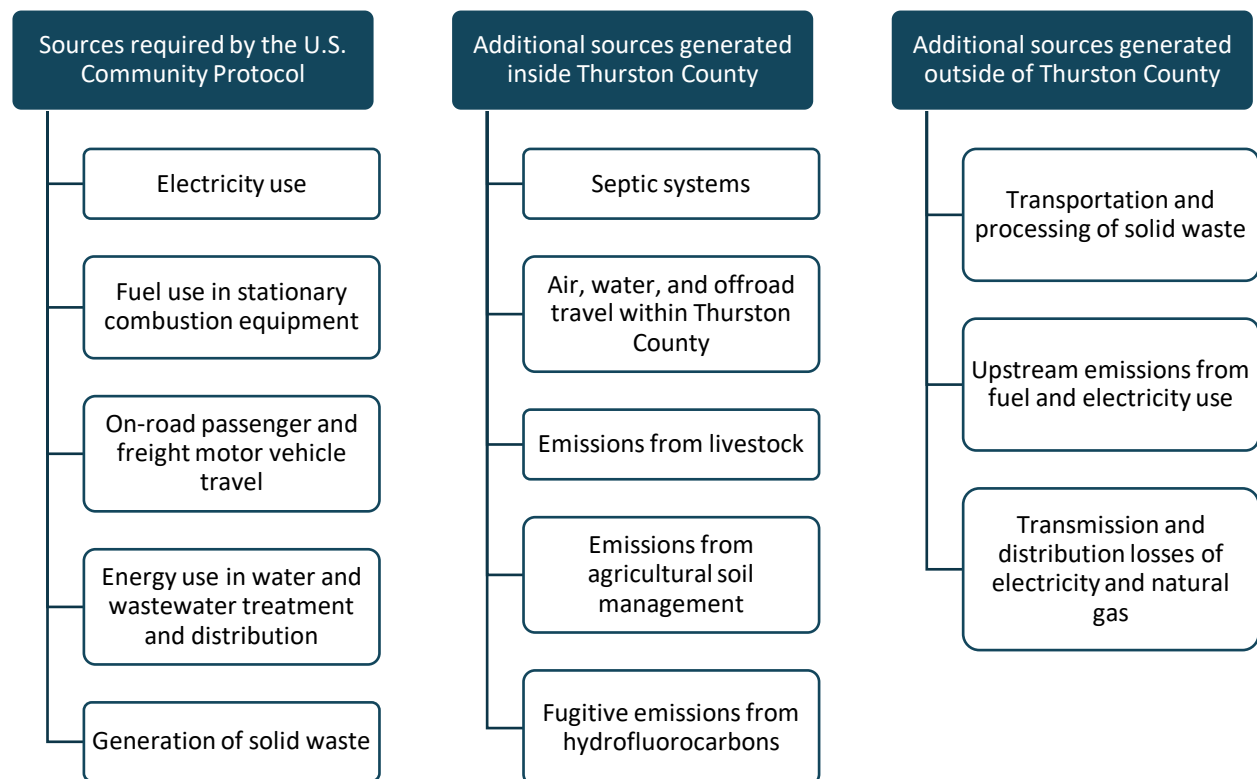 Sources required by the U.S.
Community Protocol
Electricity use
Fuel use in stationary
combustion equipment
On-road passenger and
freight motor vehicle
travel
Energy use in water and
wastewater treatment
and distribution
Generation of solid waste
Additional sources generated
inside Thurston County
Septic systems
Air, water, and offroad
travel within Thurston
County
Emissions from livestock
Emissions from
agricultural soil
management
Fugitive emissions from
hydrofluorocarbons
Additional sources generated
outside of Thurston County
Transportation and
processing of solid waste
Upstream emissions from
fuel and electricity use
Transmission and
distribution losses of
electricity and natural
gas